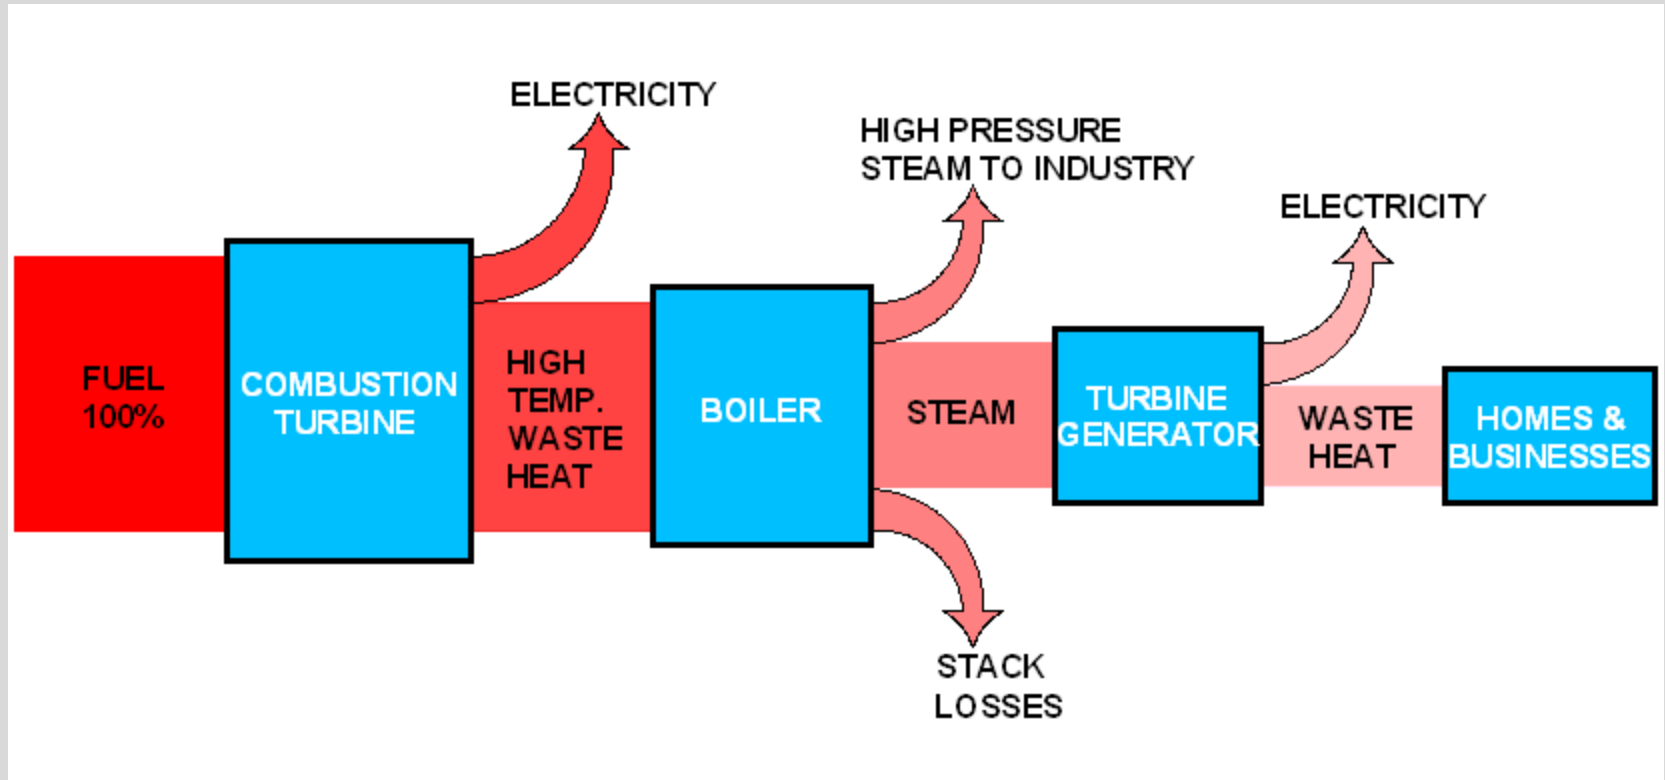 ELECTRICITY
HIGH PRESSURE
STEAM TO INDUSTRY
ELECTRICITY
FUEL
100%
COMBUSTION
TURBINE
HIGH
TEMP.
WASTE
HEAT
BOILER
STEAM
TURBINE
GENERATOR
WASTE
HEAT
HOMES &
BUSINESSES
STACK
LOSSES